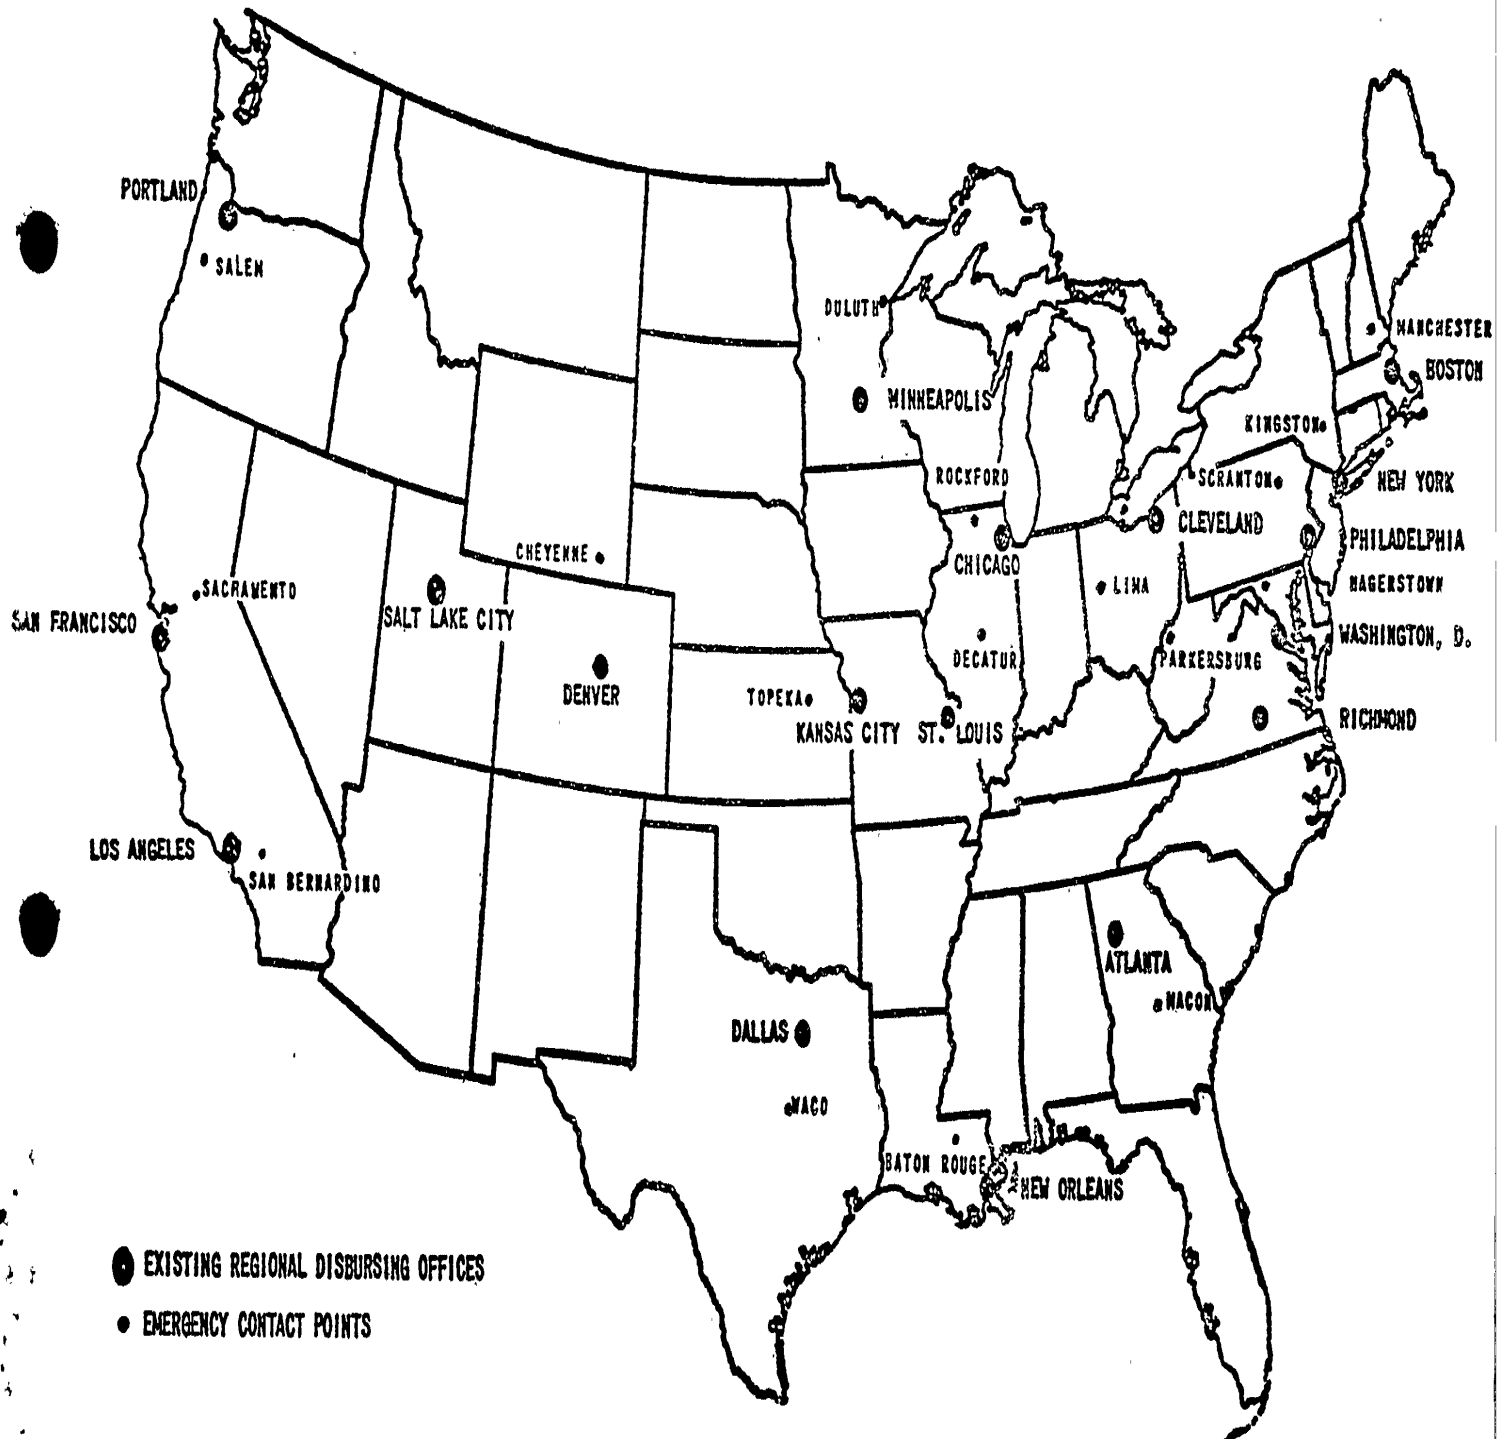 PORTLAND
SALEM
DULUTH
MANCHESTER
BOSTON
MINNEAPOLIS
KINGSTON
ROCKFORD
SCRANTON
NEW YORK
CLEVELAND
PHILADELPHIA
CHEYENNE
CHICAGO
LIMA
HAGERSTOWN
SACRAMENTO
SALT LAKE CITY
SAN FRANCISCO
WASHINGTON, D.
DECATUR
PARKERSBURG
DENVER
TOPEKA
KANSAS CITY
ST. LOUIS
RICHMOND
LOS ANGELES
SAN BERNARDINO
ATLANTA
MACON
DALLAS
WACO
BATON ROUGE
NEW ORLEANS
EXISTING REGIONAL DISBURSING OFFICES
EMERGENCY CONTACT POINTS